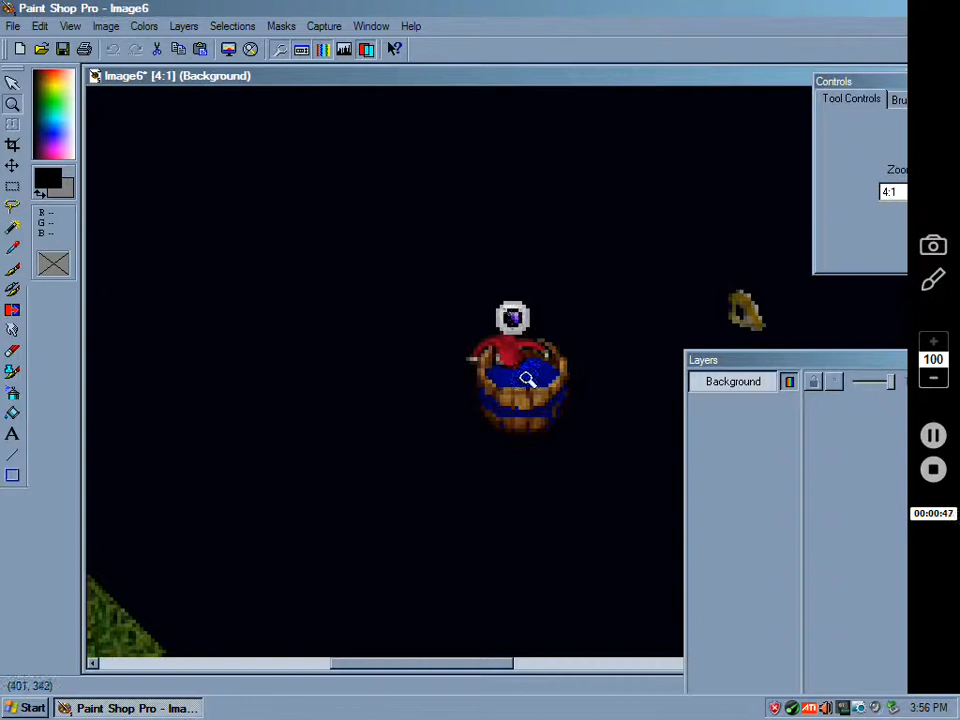 Paint Shop Pro - Image6
File Edit View Image Colors Layers Selections Masks Capture Window Help
Image6* [4:1] (Background)
Controls
Tool Controls Bru
Zoo
4:1
R --
G --
B --
100
Layers
Background
00:00:47
(401, 342)
Start Paint Shop Pro - Ima... ATI 3:56 PM